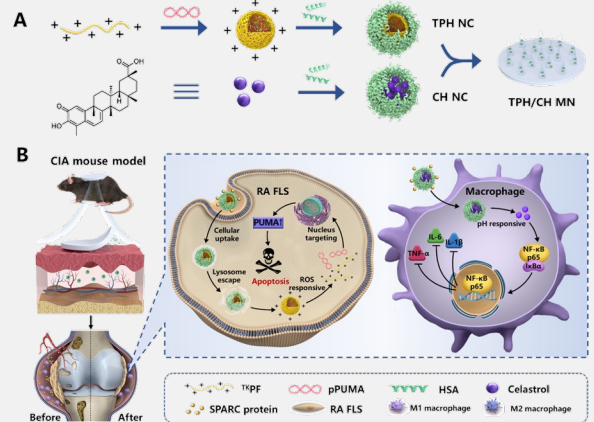 A
TPH NC
CH NC
TPH/CH MN
O
OH
O
HO
H
B
CIA mouse model
RA FLS
Cellular uptake
PUMA↑
Nucleus targeting
Lysosome escape
Apoptosis
ROS responsive
Macrophage
pH responsive
TNF-α
IL-6
IL-1β
NF-κB
p65
IκBα
NF-κB
p65
Before
After
TKPF
pPUMA
HSA
Celastrol
SPARC protein
RA FLS
M1 macrophage
M2 macrophage